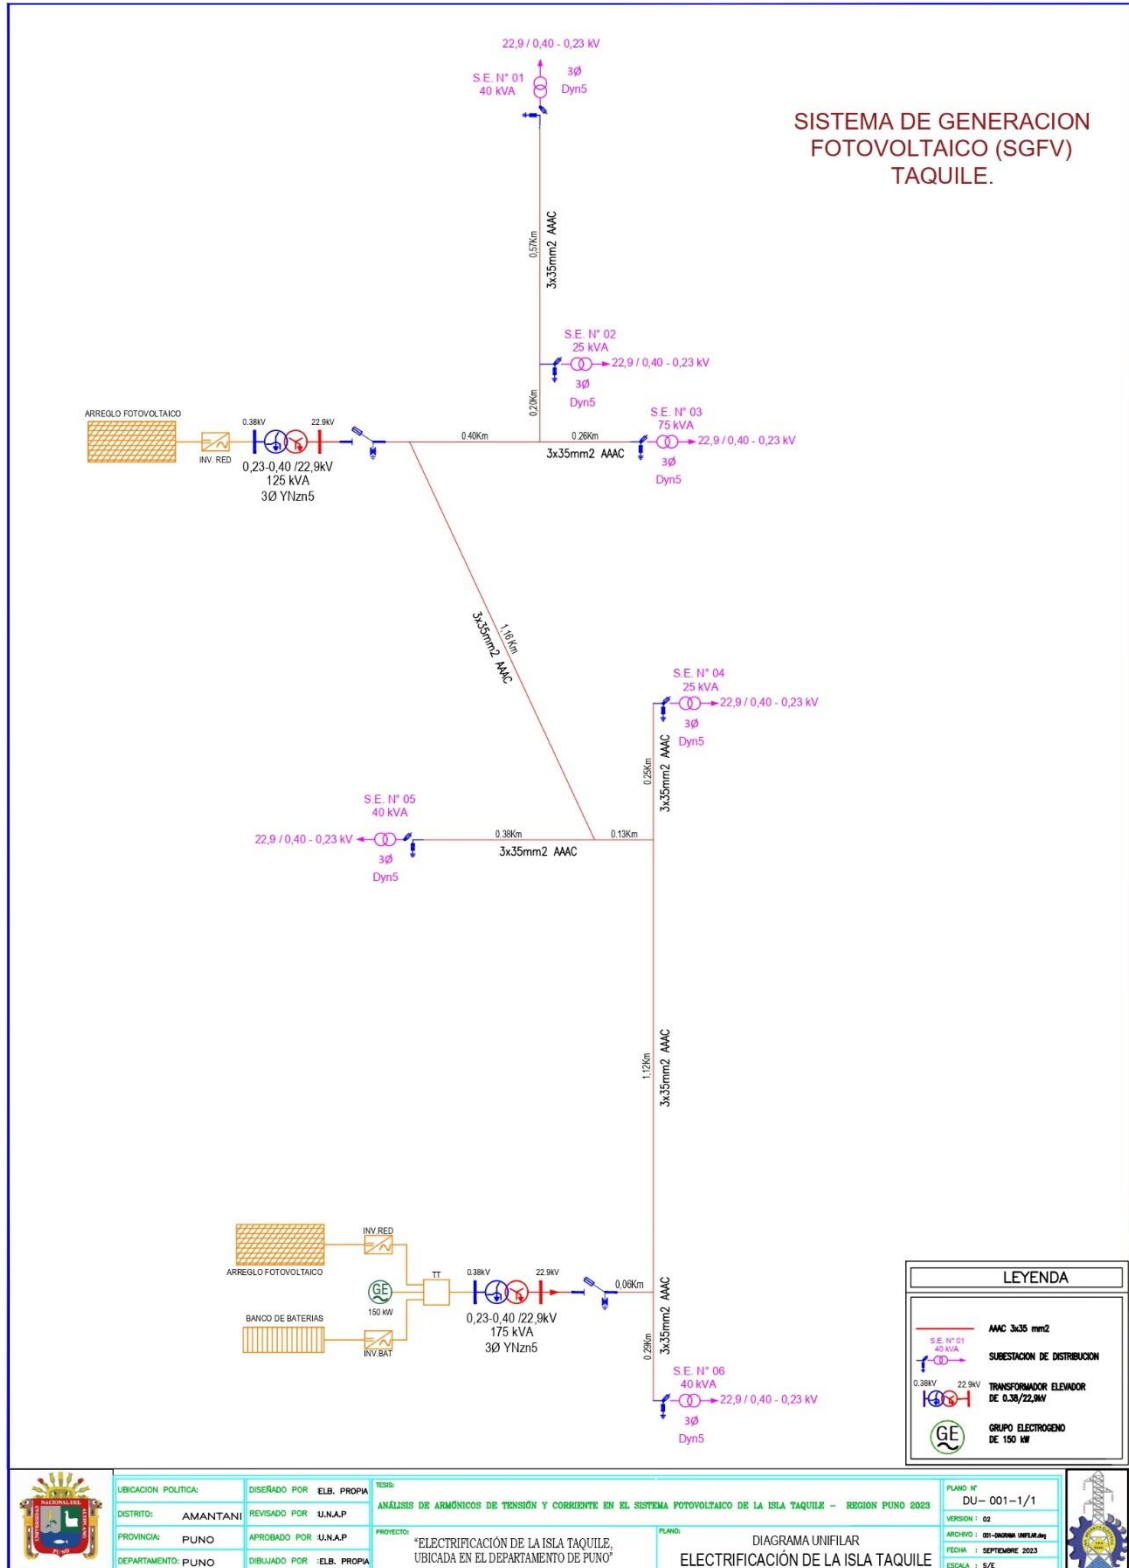 22,9 / 0,40 - 0,23 kV
S.E. N° 01
40 kVA
3Ø
Dyn5
SISTEMA DE GENERACION
FOTOVOLTAICO (SGFV)
TAQUILE.
0,57Km
3x35mm2 AAAC
S.E. N° 02
25 kVA
22,9 / 0,40 - 0,23 kV
3Ø
Dyn5
0,20Km
ARREGLO FOTOVOLTAICO
INV. RED
0.38kV
22.9kV
0,23-0,40 /22,9kV
125 kVA
3Ø YNzn5
0.40Km
0.26Km
3x35mm2 AAAC
S.E. N° 03
75 kVA
22,9 / 0,40 - 0,23 kV
3Ø
Dyn5
1,16 Km
3x35mm2 AAAC
S.E. N° 04
25 kVA
22,9 / 0,40 - 0,23 kV
3Ø
Dyn5
0.25Km
3x35mm2 AAAC
S.E. N° 05
40 kVA
22,9 / 0,40 - 0,23 kV
3Ø
Dyn5
0.38Km
0.13Km
3x35mm2 AAAC
1,12Km
3x35mm2 AAAC
ARREGLO FOTOVOLTAICO
INV.RED
GE
150 kW
BANCO DE BATERIAS
INV.BAT
TT
0.38kV
22.9kV
0,23-0,40 /22,9kV
175 kVA
3Ø YNzn5
0,06Km
0.29Km
3x35mm2 AAAC
S.E. N° 06
40 kVA
22,9 / 0,40 - 0,23 kV
3Ø
Dyn5
LEYENDA
AAAC 3x35 mm2
S.E. N° 01
40 kVA
SUBESTACION DE DISTRIBUCION
0.38kV
22.9kV
TRANSFORMADOR ELEVADOR
DE 0.38/22,9kV
GE
GRUPO ELECTROGENO
DE 150 kW
UBICACION POLITICA:
DISTRITO: AMANTANI
PROVINCIA: PUNO
DEPARTAMENTO: PUNO
DISEÑADO POR :ELB. PROPIA
REVISADO POR :U.N.A.P
APROBADO POR :U.N.A.P
DIBUJADO POR :ELB. PROPIA
TESIS:
ANÁLISIS DE ARMÓNICOS DE TENSIÓN Y CORRIENTE EN EL SISTEMA FOTOVOLTAICO DE LA ISLA TAQUILE - REGION PUNO 2023
PROYECTO:
"ELECTRIFICACIÓN DE LA ISLA TAQUILE,
UBICADA EN EL DEPARTAMENTO DE PUNO"
PLANO:
DIAGRAMA UNIFILAR
ELECTRIFICACIÓN DE LA ISLA TAQUILE
PLANO N°
DU- 001-1/1
VERSION : 02
ARCHIVO : 001-DIAGRAMA UNIFILAR.dwg
FECHA : SEPTIEMBRE 2023
ESCALA : S/E